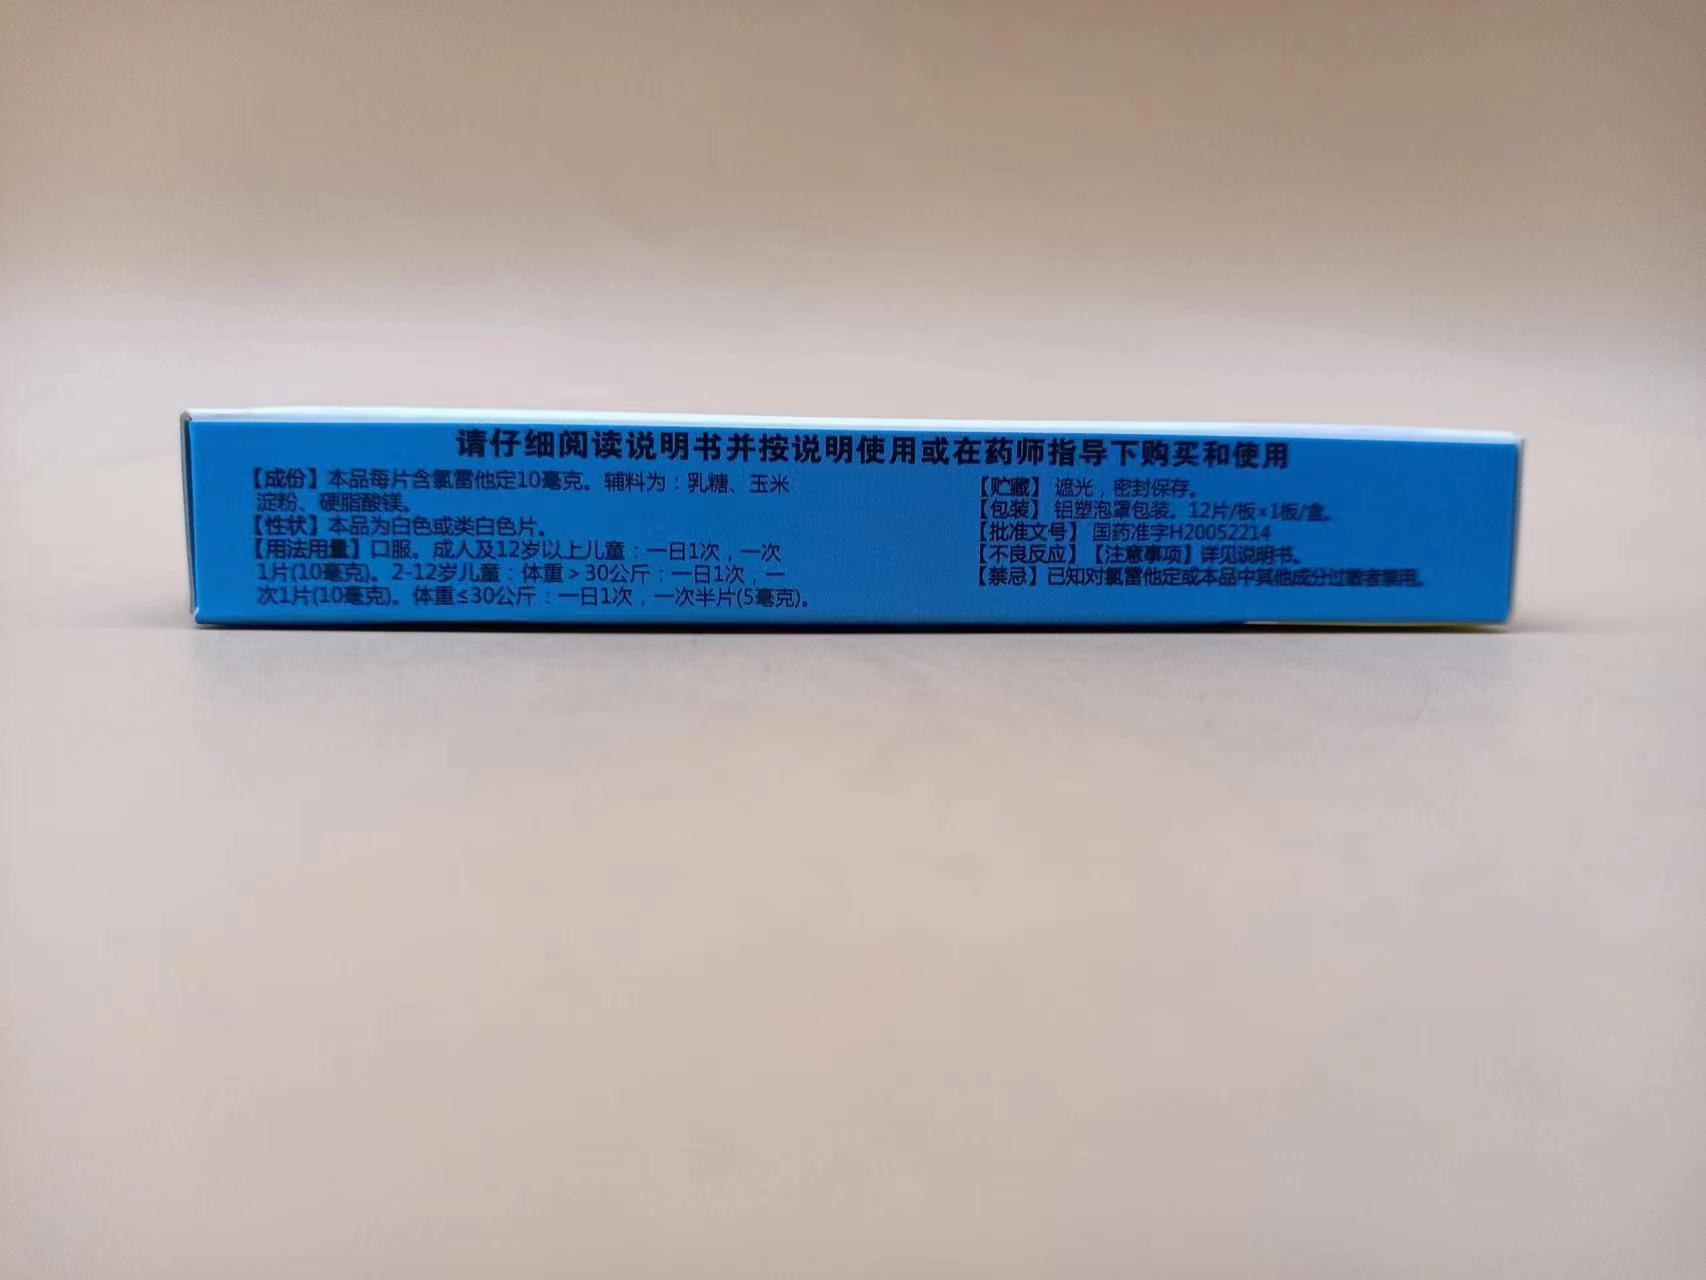 请仔细阅读说明书并按说明使用或在药师指导下购买和使用
【成份】本品每片含氯雷他定10毫克。辅料为：乳糖、玉米
淀粉、硬脂酸镁。
【性状】本品为白色或类白色片。
【用法用量】口服。成人及12岁以上儿童：一日1次，一次
1片(10毫克)。2-12岁儿童：体重＞30公斤：一日1次，一
次1片(10毫克)。体重≤30公斤：一日1次，一次半片(5毫克)。
【贮藏】 遮光，密封保存。
【包装】 铝塑泡罩包装。12片/板×1板/盒。
【批准文号】 国药准字H20052214
【不良反应】【注意事项】详见说明书。
【禁忌】已知对氯雷他定或本品中其他成分过敏者禁用。